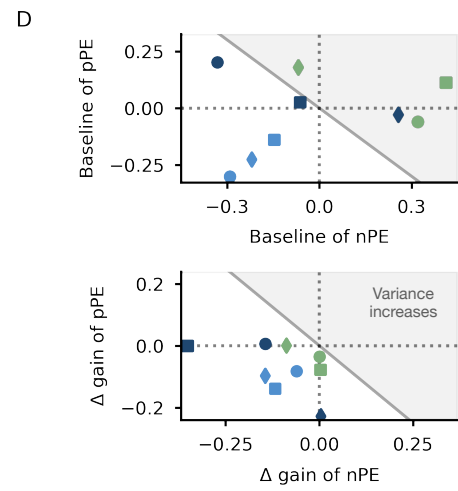 D
0.25
0.00
−0.25
Baseline of pPE
−0.3
0.0
0.3
Baseline of nPE
0.2
0.0
−0.2
Δ gain of pPE
Variance
increases
−0.25
0.00
0.25
Δ gain of nPE